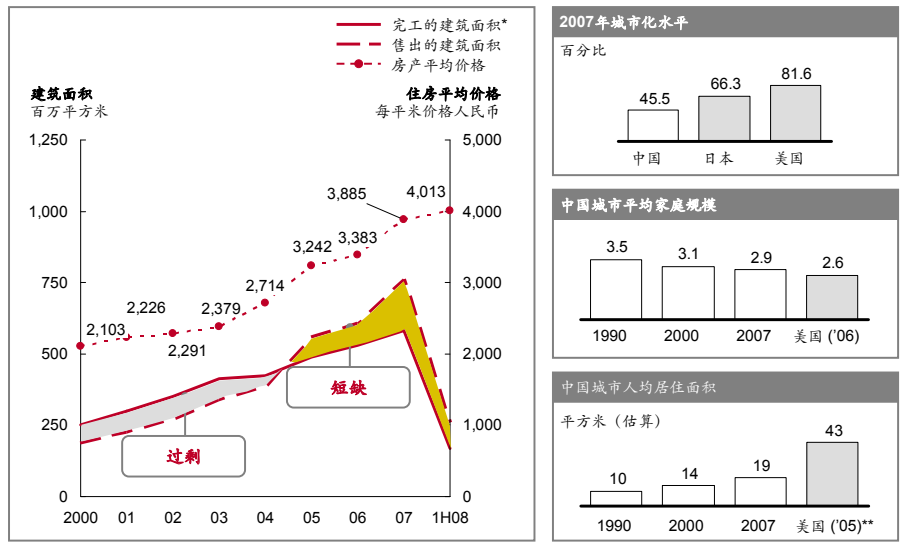 完工的建筑面积*
售出的建筑面积
房产平均价格
建筑面积
百万平方米
住房平均价格
每平米价格人民币
1,250
1,000
750
500
250
0
5,000
4,000
3,000
2,000
1,000
0
2,103
2,226
2,291
2,379
2,714
3,242
3,383
3,885
4,013
过剩
短缺
2000 01 02 03 04 05 06 07 1H08
2007年城市化水平
百分比
45.5 66.3 81.6
中国 日本 美国
中国城市平均家庭规模
3.5 3.1 2.9 2.6
1990 2000 2007 美国 (’06)
中国城市人均居住面积
平方米（估算）
10 14 19 43
1990 2000 2007 美国 (’05)**